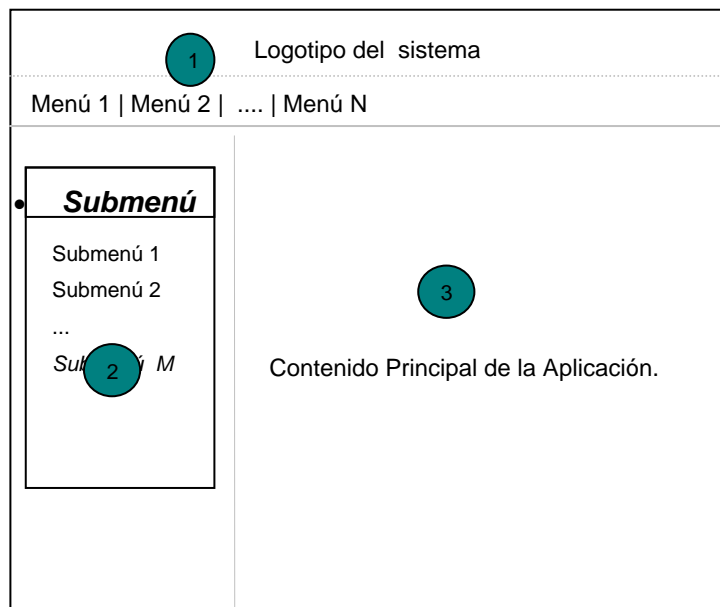 1
Logotipo del sistema
Menú 1 | Menú 2 | .... | Menú N
• Submenú
Submenú 1
Submenú 2
...
2
M
3
Contenido Principal de la Aplicación.